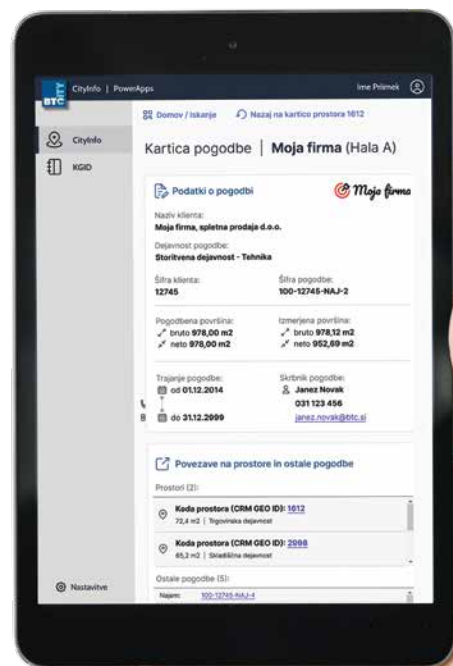 BTC CITY
CityInfo | PowerApps
Ime Priimek
Domov / Iskanje
Nazaj na kartico prostora 1612
CityInfo
KGID
Kartica pogodbe | Moja firma (Hala A)
Podatki o pogodbi
Moja firma
Naziv klienta:
Moja firma, spletna prodaja d.o.o.
Dejavnost pogodbe:
Storitvena dejavnost - Tehnika
Šifra klienta:
12745
Šifra pogodbe:
100-12745-NAJ-2
Pogodbena površina:
bruto 978,00 m2
neto 978,00 m2
Izmerjena površina:
bruto 978,12 m2
neto 952,69 m2
Trajanje pogodbe:
od 01.12.2014
do 31.12.2999
Skrbnik pogodbe:
Janez Novak
031 123 456
janez.novak@btc.si
Povezave na prostore in ostale pogodbe
Prostori (2):
Koda prostora (CRM GEO ID): 1612
72,4 m2 | Trgovinska dejavnost
Koda prostora (CRM GEO ID): 2998
65,2 m2 | Skladiščna dejavnost
Ostale pogodbe (5):
Najem: 100-12745-NAJ-4
Nastavitve